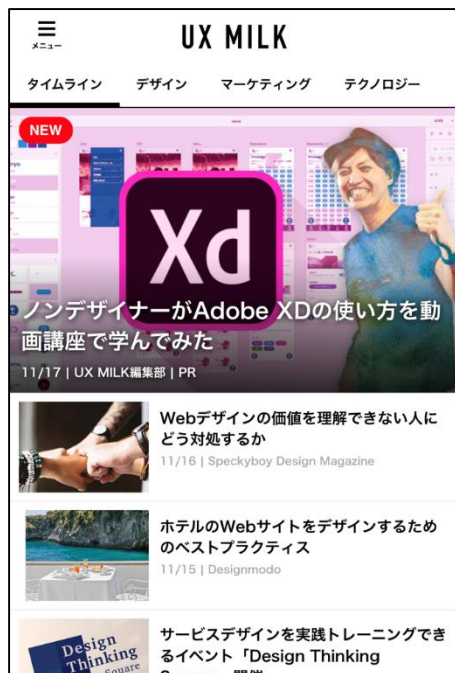 UX MILK
メニュー
タイムライン デザイン マーケティング テクノロジー
NEW
Xd
ノンデザイナーがAdobe XDの使い方を動
画講座で学んでみた
11/17 | UX MILK編集部 | PR
Webデザインの価値を理解できない人に
どう対処するか
11/16 | Speckyboy Design Magazine
ホテルのWebサイトをデザインするため
のベストプラクティス
11/15 | Designmodo
Design
Thinking
Square
サービスデザインを実践トレーニングでき
るイベント「Design Thinking